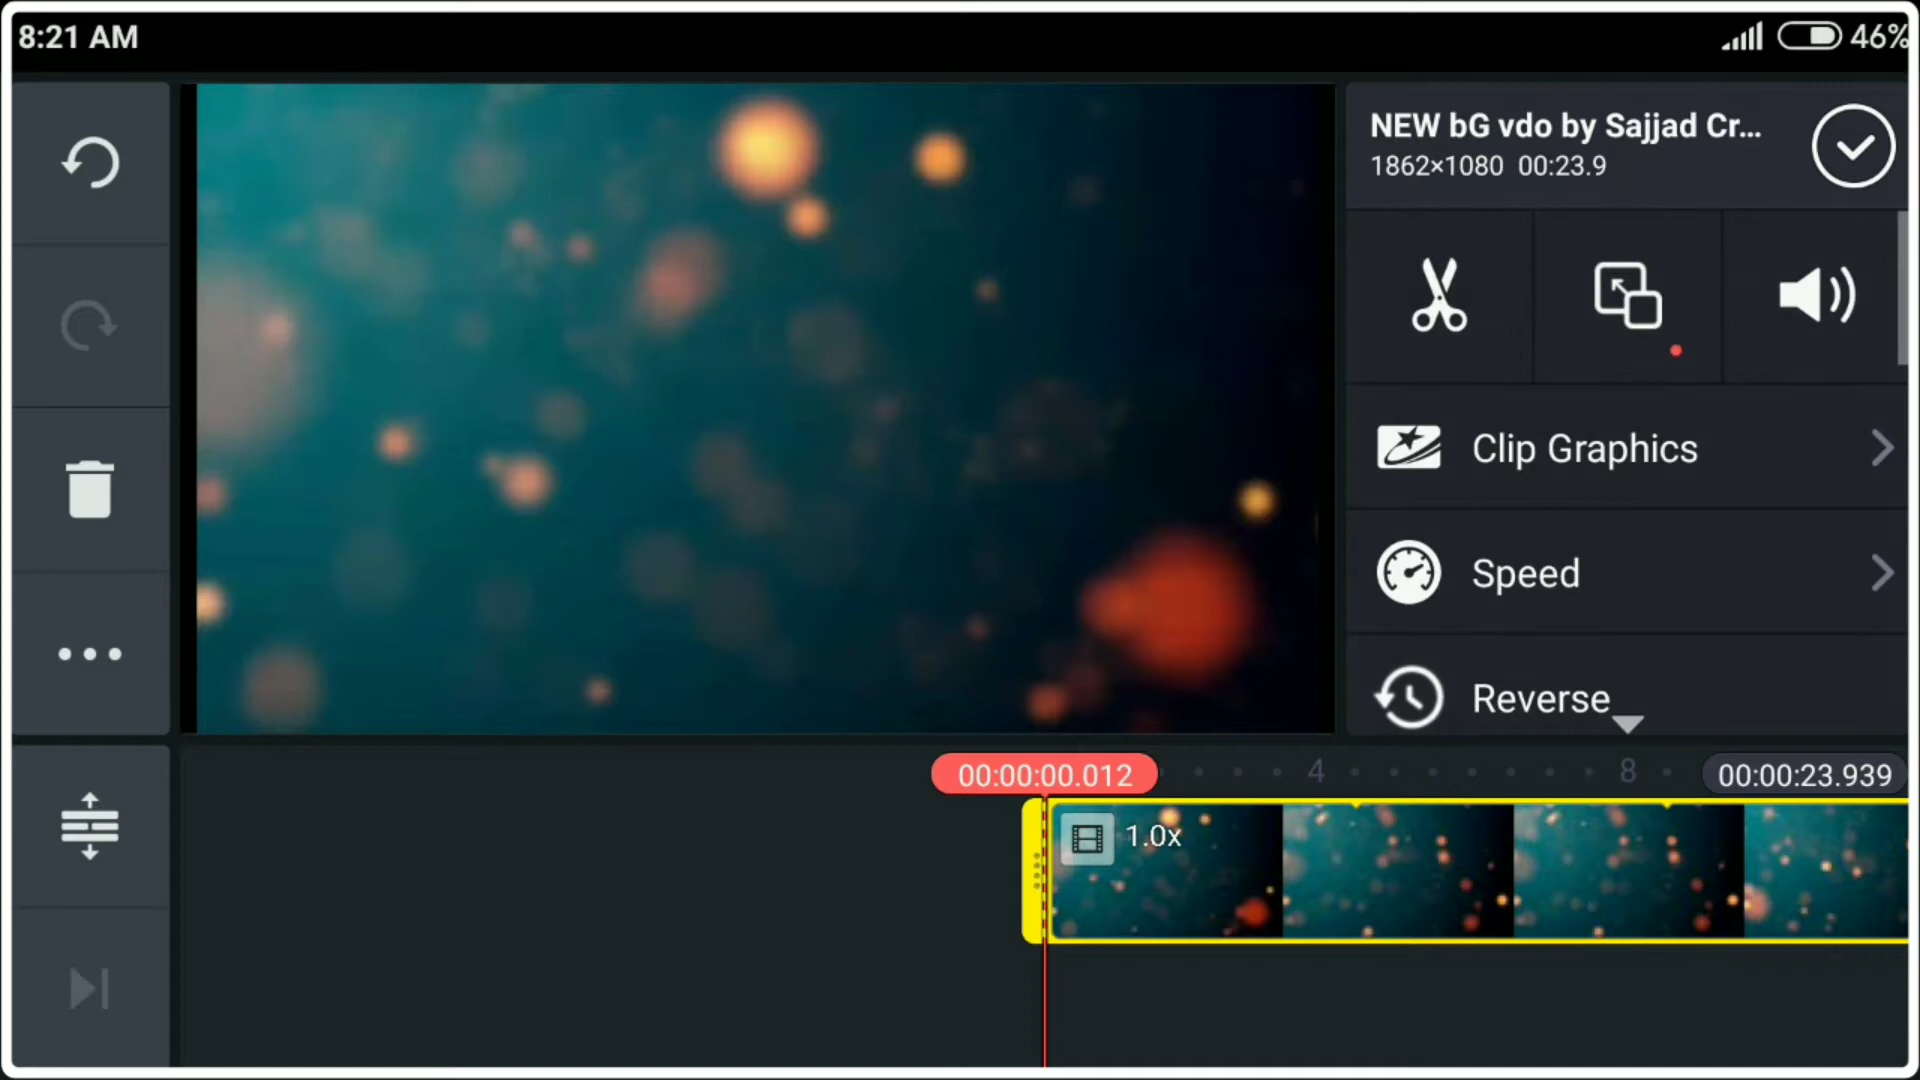 8:21 AM
46%
NEW bG vdo by Sajjad Cr...
1862×1080 00:23.9
Clip Graphics
Speed
Reverse
00:00:00.012
4
8
00:00:23.939
1.0x